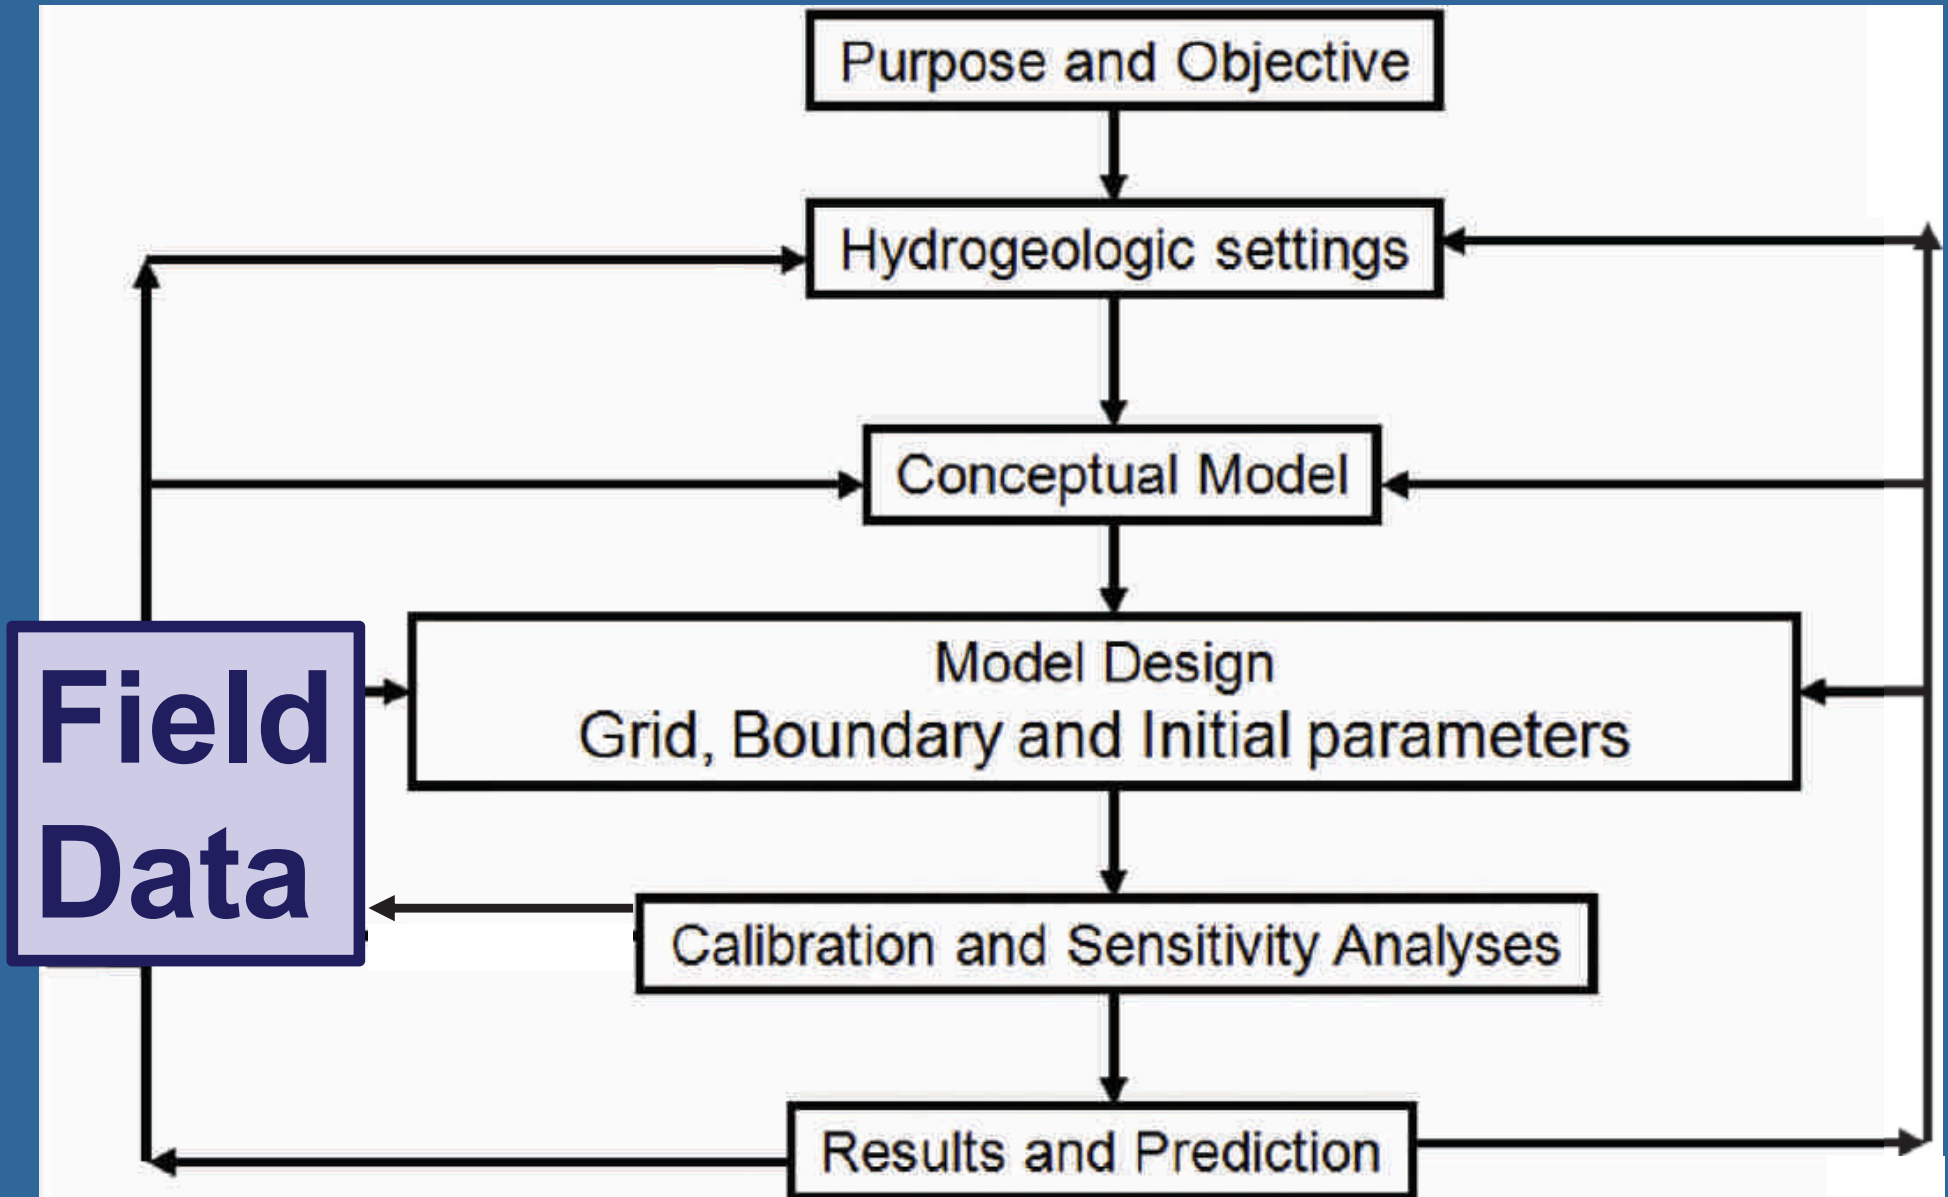 Purpose and Objective
Hydrogeologic settings
Conceptual Model
Model Design
Grid, Boundary and Initial parameters
Field
Data
Calibration and Sensitivity Analyses
Results and Prediction